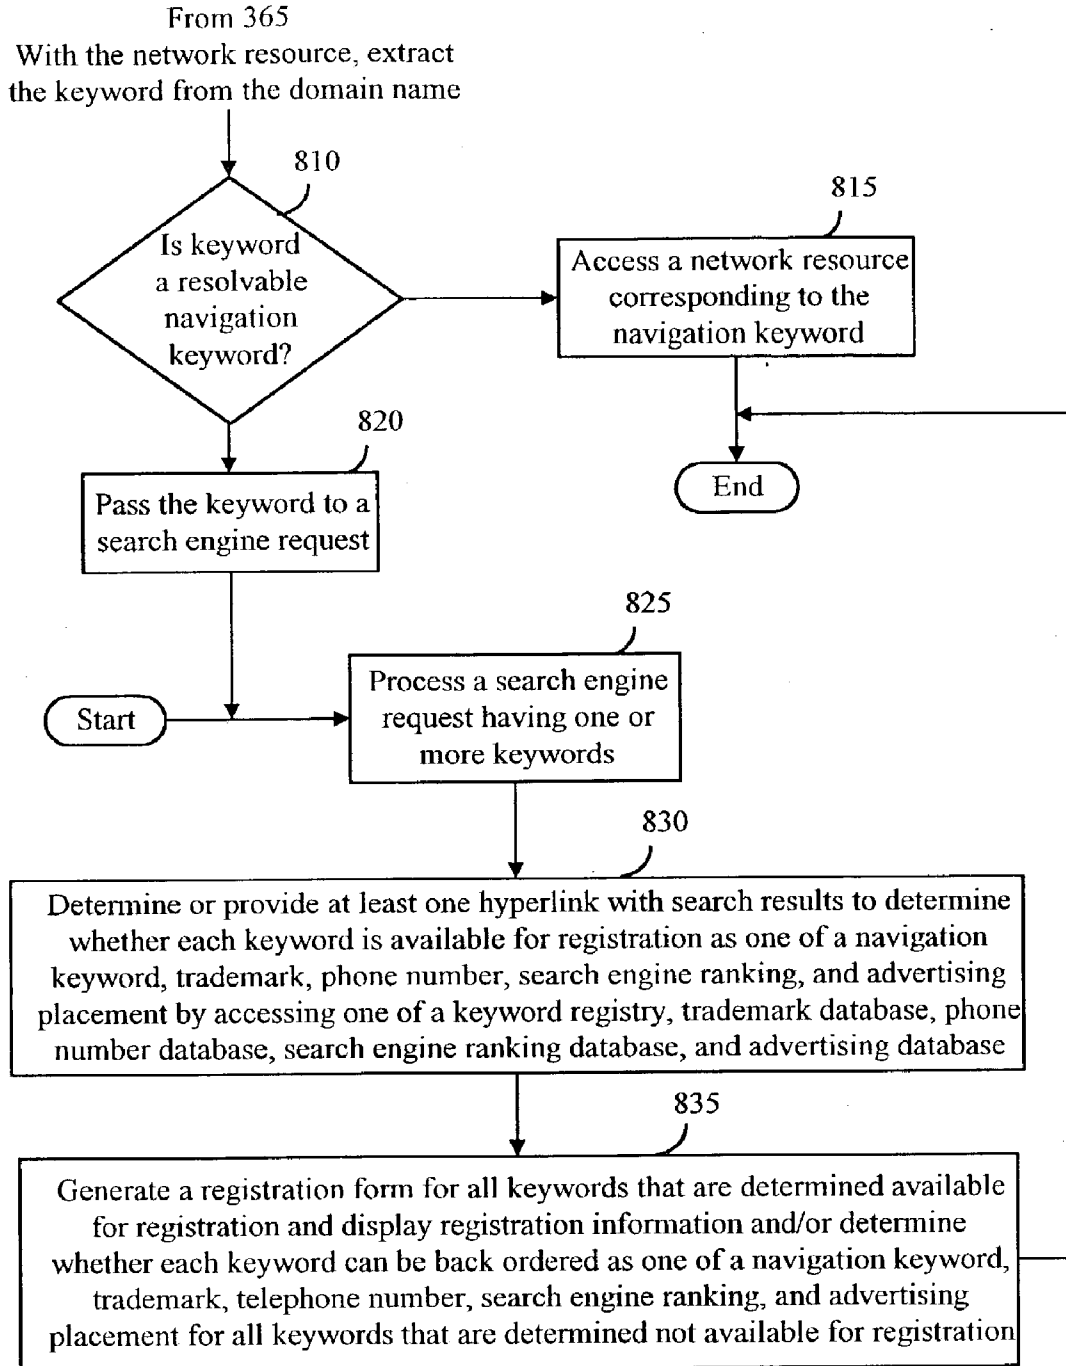 From 365
With the network resource, extract
the keyword from the domain name
810
Is keyword
a resolvable
navigation
keyword?
815
Access a network resource
corresponding to the
navigation keyword
820
Pass the keyword to a
search engine request
End
825
Start
Process a search engine
request having one or
more keywords
830
Determine or provide at least one hyperlink with search results to determine
whether each keyword is available for registration as one of a navigation
keyword, trademark, phone number, search engine ranking, and advertising
placement by accessing one of a keyword registry, trademark database, phone
number database, search engine ranking database, and advertising database
835
Generate a registration form for all keywords that are determined available
for registration and display registration information and/or determine
whether each keyword can be back ordered as one of a navigation keyword,
trademark, telephone number, search engine ranking, and advertising
placement for all keywords that are determined not available for registration